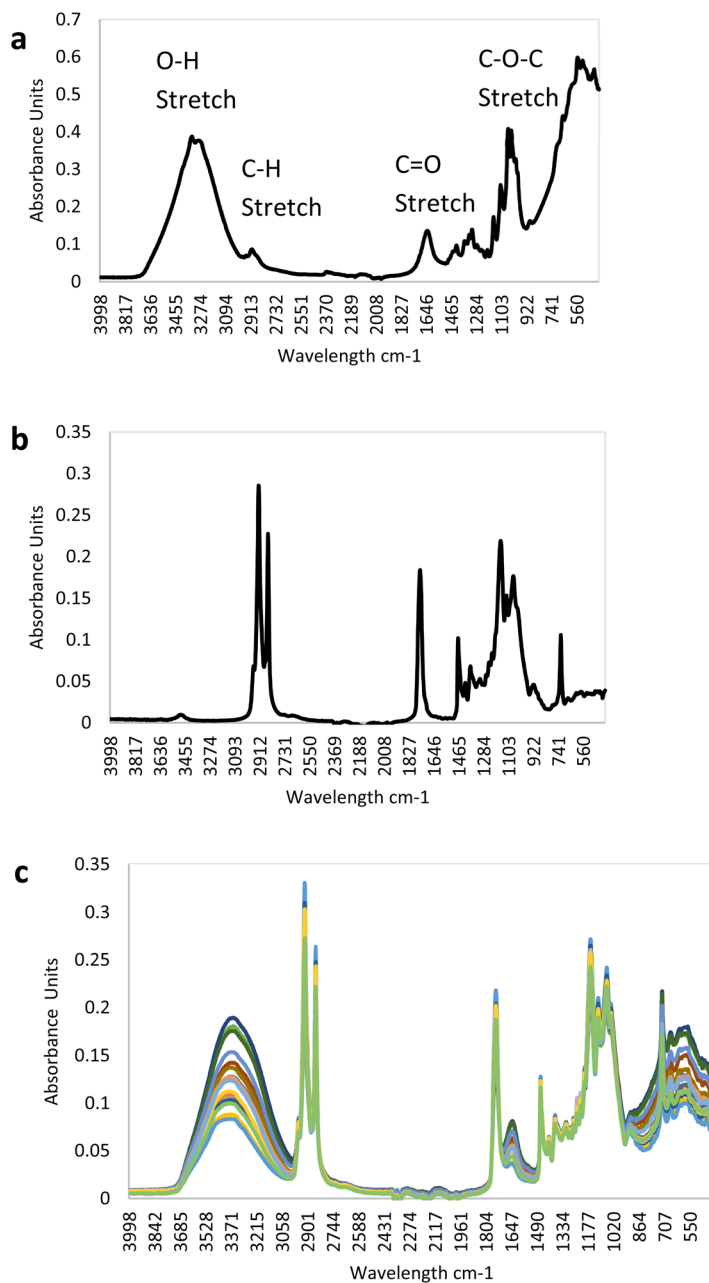 a
0.7
0.6
0.5
0.4
0.3
0.2
0.1
0
Absorbance Units
O-H
Stretch
C-H
Stretch
C=O
Stretch
C-O-C
Stretch
3998 3817 3636 3455 3274 3094 2913 2732 2551 2370 2189 2008 1827 1646 1465 1284 1103 922 741 560
Wavelength cm-1
b
0.35
0.3
0.25
0.2
0.15
0.1
0.05
0
Absorbance Units
3998 3817 3636 3455 3274 3093 2912 2731 2550 2369 2188 2008 1827 1646 1465 1284 1103 922 741 560
Wavelength cm-1
c
0.35
0.3
0.25
0.2
0.15
0.1
0.05
0
Absorbance Units
3998 3842 3685 3528 3371 3215 3058 2901 2744 2588 2431 2274 2117 1961 1804 1647 1490 1334 1177 1020 864 707 550
Wavelength cm-1